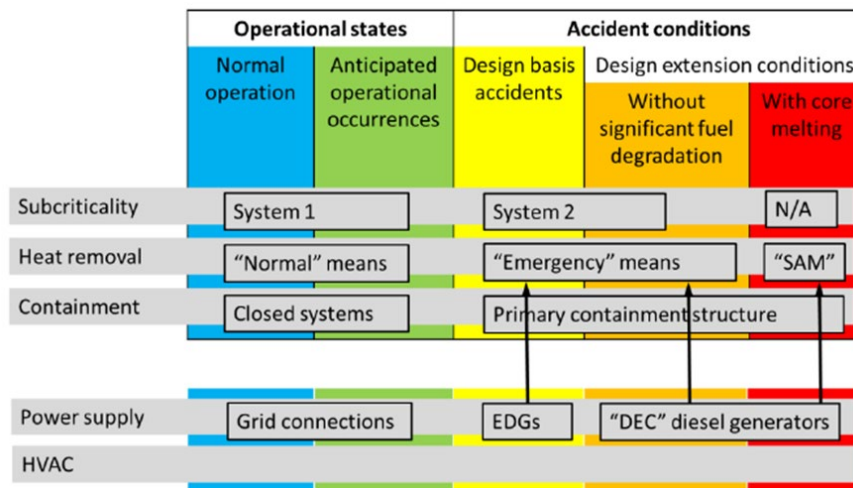 Operational states
Accident conditions
Normal
operation
Anticipated
operational
occurrences
Design basis
accidents
Design extension conditions
Without
significant fuel
degradation
With core
melting
Subcriticality
System 1
System 2
N/A
Heat removal
“Normal” means
“Emergency” means
“SAM”
Containment
Closed systems
Primary containment structure
Power supply
Grid connections
EDGs
“DEC” diesel generators
HVAC